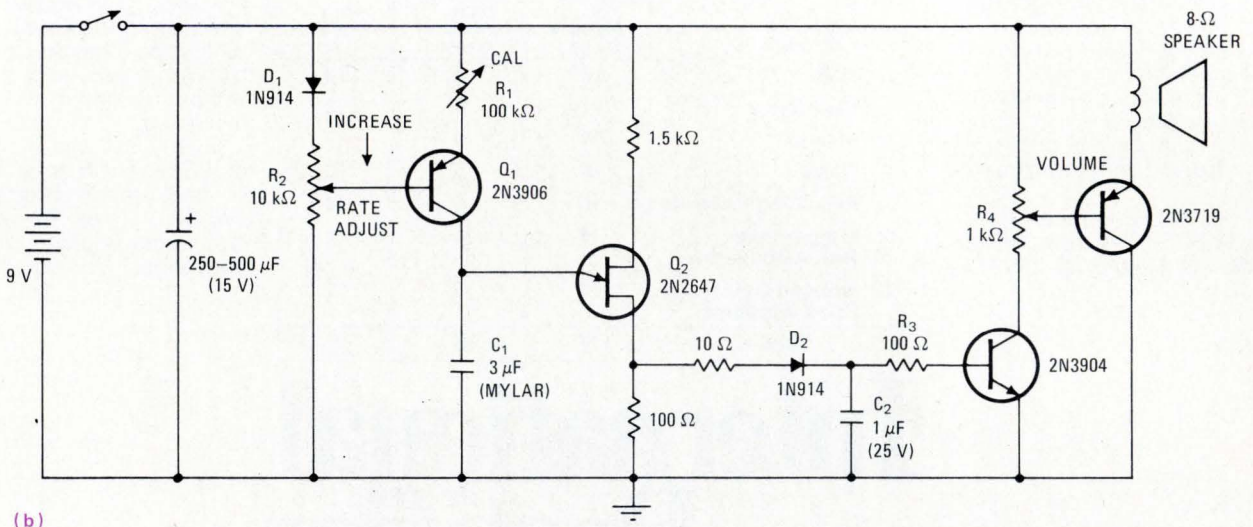 8-Ω
SPEAKER
D₁
1N914
CAL
R₁
100 kΩ
INCREASE
1.5 kΩ
VOLUME
R₂
10 kΩ
RATE
ADJUST
Q₁
2N3906
R₄
1 kΩ
2N3719
9 V
+
250–500 μF
(15 V)
Q₂
2N2647
C₁
3 μF
(MYLAR)
10 Ω
D₂
1N914
R₃
100 Ω
2N3904
100 Ω
C₂
1 μF
(25 V)
(b)